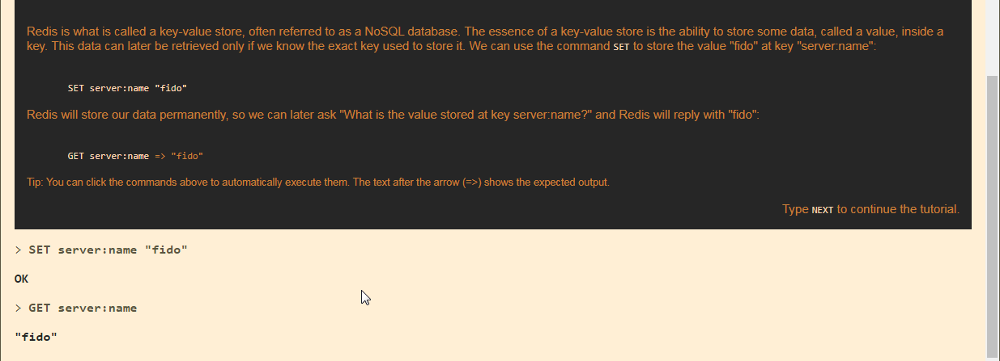 Redis is what is called a key-value store, often referred to as a NoSQL database. The essence of a key-value store is the ability to store some data, called a value, inside a
key. This data can later be retrieved only if we know the exact key used to store it. We can use the command SET to store the value "fido" at key "server:name":
SET server:name "fido"
Redis will store our data permanently, so we can later ask "What is the value stored at key server:name?" and Redis will reply with "fido":
GET server:name => "fido"
Tip: You can click the commands above to automatically execute them. The text after the arrow (=>) shows the expected output.
Type NEXT to continue the tutorial.
> SET server:name "fido"
OK
> GET server:name
"fido"